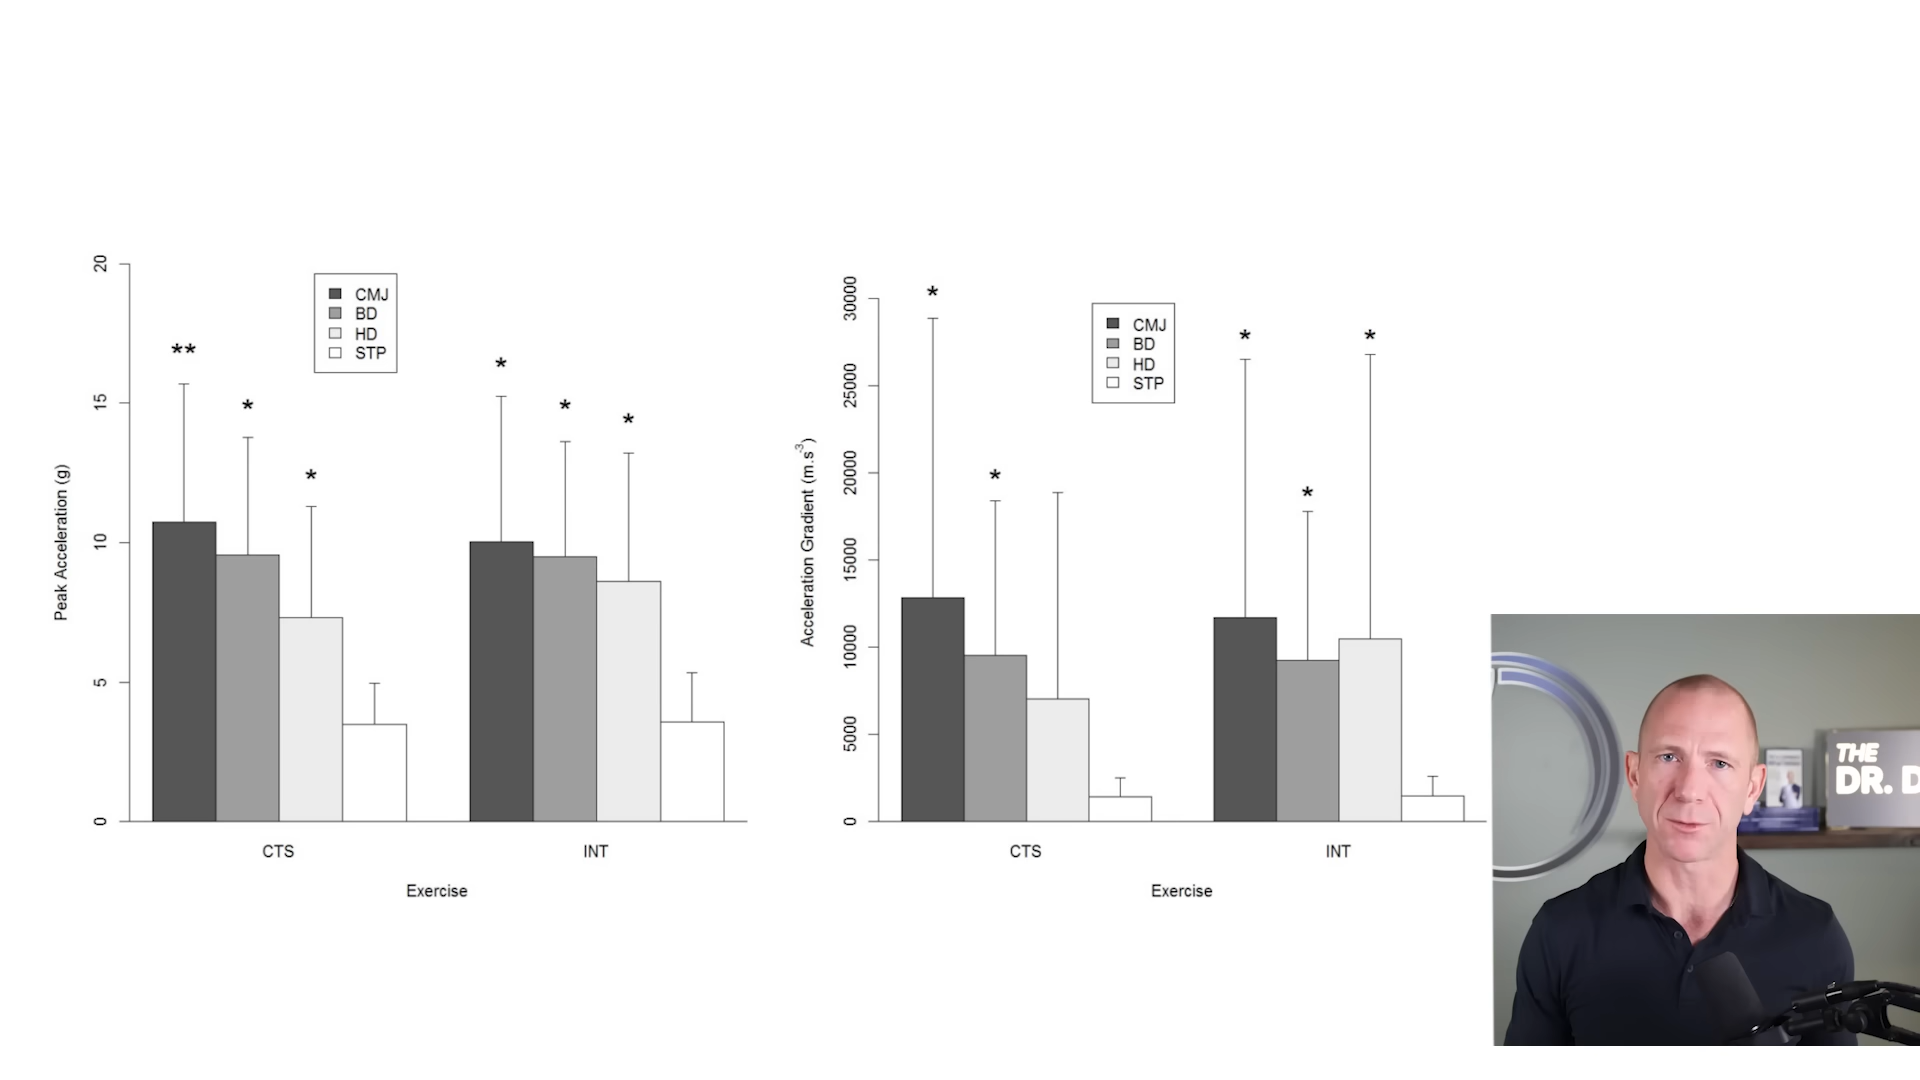 20
15
10
5
0
Peak Acceleration (g)
CMJ
BD
HD
STP
**
*
*
*
*
*
CTS
INT
Exercise
30000
25000
20000
15000
10000
5000
0
Acceleration Gradient (m.s⁻³)
CMJ
BD
HD
STP
*
*
*
*
*
CTS
INT
Exercise
THE
DR. D